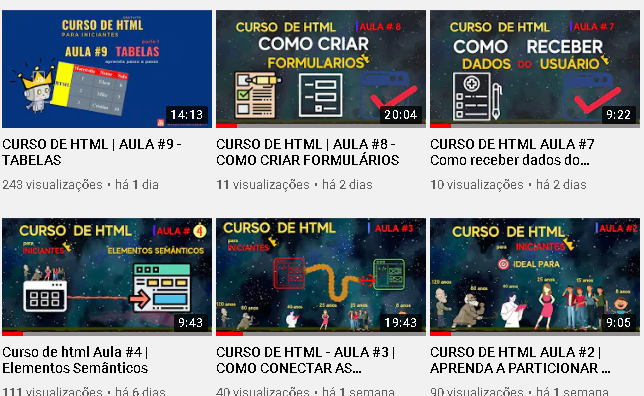 CURSO DE HTML
PARA INICIANTES
AULA #9 TABELAS
aprenda passo a passo
HTML
14:13
CURSO DE HTML | AULA #9 -
TABELAS
243 visualizações • há 1 dia
CURSO DE HTML AULA # 8
COMO CRIAR
FORMULARIOS
20:04
CURSO DE HTML | AULA #8 -
COMO CRIAR FORMULÁRIOS
11 visualizações • há 2 dias
CURSO DE HTML AULA # 7
COMO RECEBER
DADOS DO USUÁRIO
9:22
CURSO DE HTML AULA #7
Como receber dados do...
10 visualizações • há 2 dias
CURSO DE HTML AULA # 4
para
INICIANTES ELEMENTOS SEMÂNTICOS
9:43
Curso de html Aula #4 |
Elementos Semânticos
111 visualizações • há 6 dias
CURSO DE HTML AULA #3
para
INICIANTES
120 anos 60 anos 40 anos 25 anos 15 anos 8 anos
19:43
CURSO DE HTML - AULA #3 |
COMO CONECTAR AS...
40 visualizações • há 1 semana
CURSO DE HTML AULA #2
para INICIANTES
IDEAL PARA
120 anos 60 anos 40 anos 25 anos 15 anos 8 anos
9:05
CURSO DE HTML AULA #2 |
APRENDA A PARTICIONAR ...
90 visualizações • há 1 semana